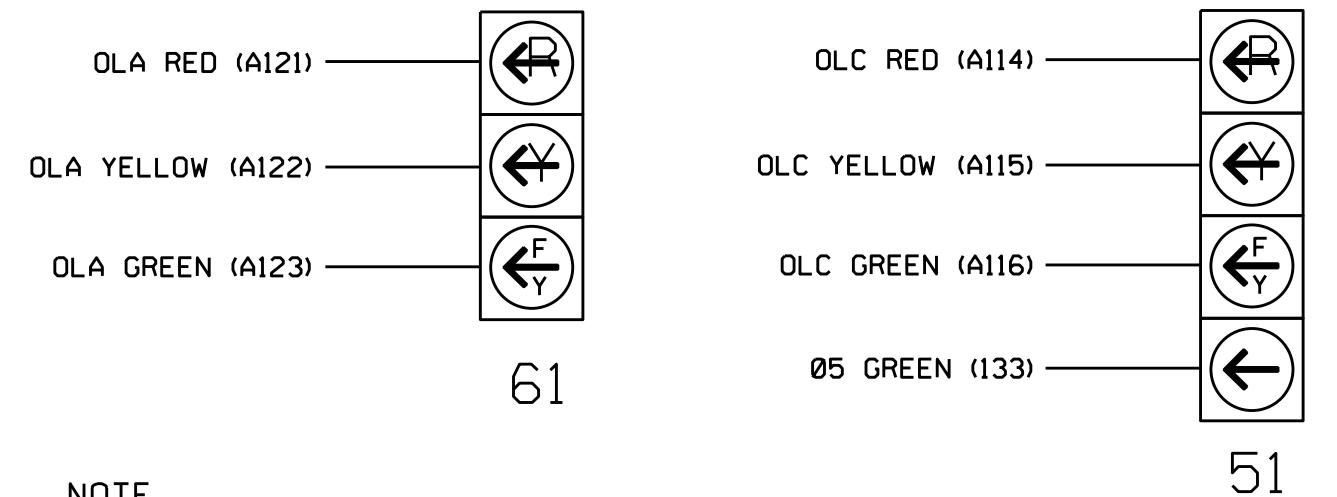 OLA RED (A121)
R
OLA YELLOW (A122)
Y
OLA GREEN (A123)
F
Y
61
OLC RED (A114)
R
OLC YELLOW (A115)
Y
OLC GREEN (A116)
F
Y
Ø5 GREEN (133)
51
NOTE